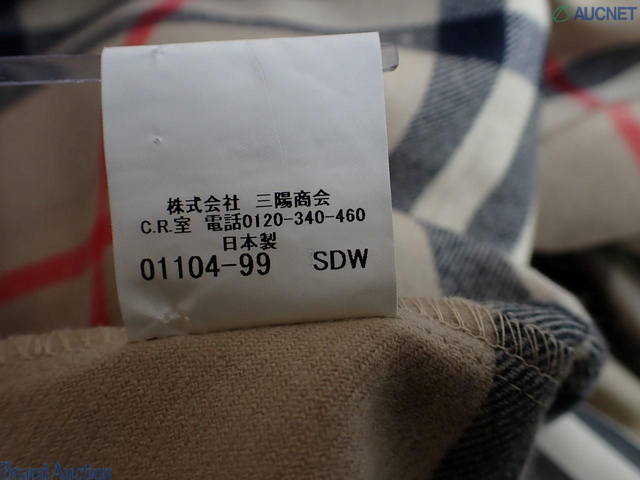 AUCNET
株式会社 三陽商会
C.R.室 電話0120-340-460
日本製
01104-99 SDW
Brand Auction